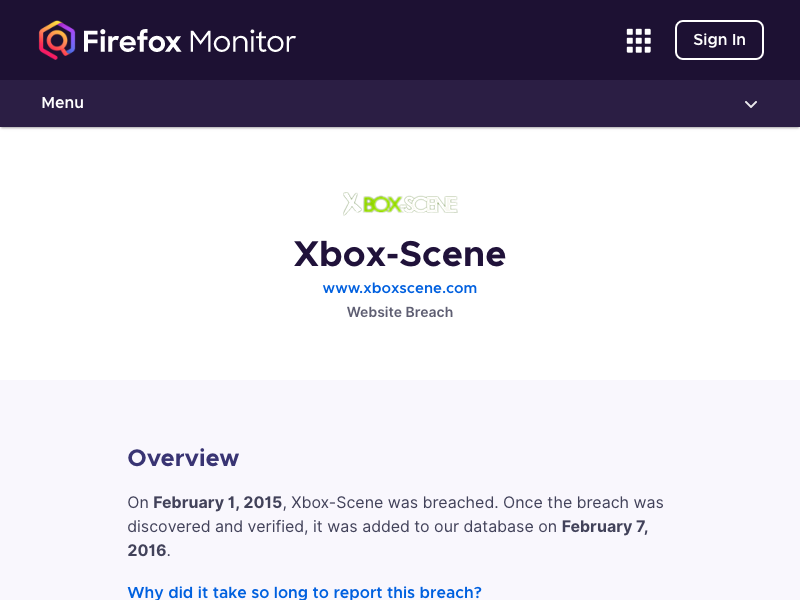 Firefox Monitor
Sign In
Menu
XBOX-SCENE
Xbox-Scene
www.xboxscene.com
Website Breach
Overview
On February 1, 2015, Xbox-Scene was breached. Once the breach was
discovered and verified, it was added to our database on February 7,
2016.
Why did it take so long to report this breach?